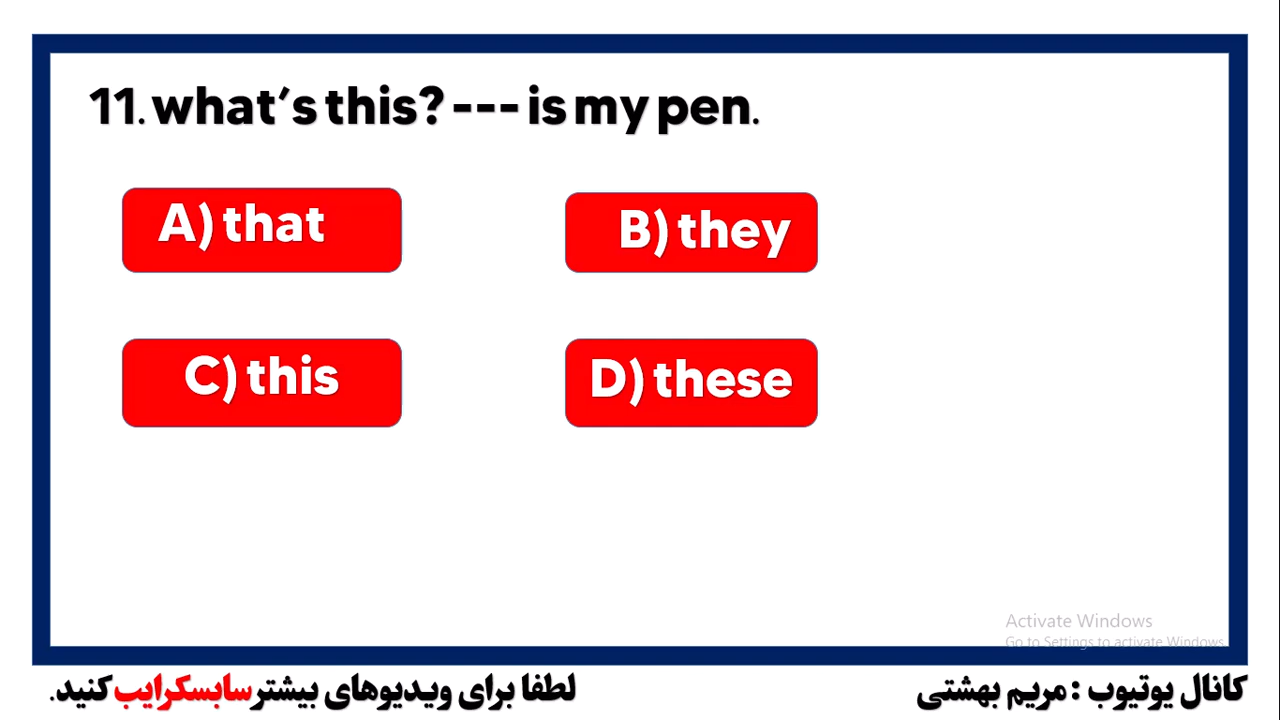 11. what's this? --- is my pen.
A) that
B) they
C) this
D) these
Activate Windows
Go to Settings to activate Windows.
کانال یوتیوب : مریم بهشتی
لطفا برای ویدیوهای بیشتر سابسکرایب کنید.